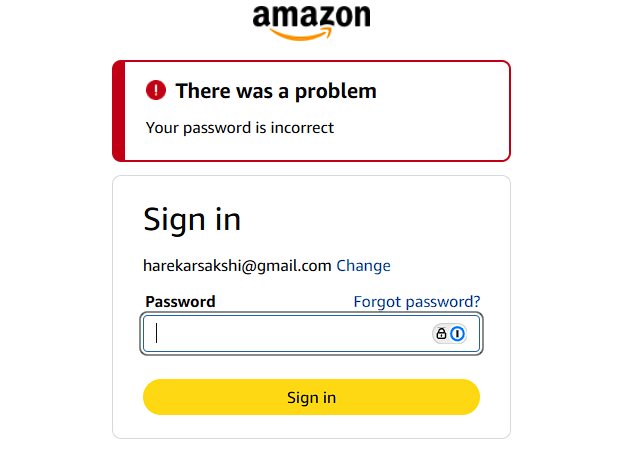 amazon
There was a problem
Your password is incorrect
Sign in
harekarsakshi@gmail.com Change
Password Forgot password?
Sign in